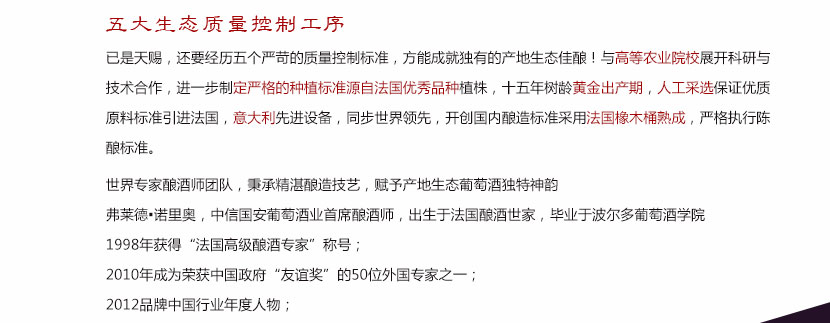 五大生态质量控制工序
已是天赐，还要经历五个严苛的质量控制标准，方能成就独有的产地生态佳酿！与高等农业院校展开科研与
技术合作，进一步制定严格的种植标准源自法国优秀品种植株，十五年树龄黄金出产期，人工采选保证优质
原料标准引进法国，意大利先进设备，同步世界领先，开创国内酿造标准采用法国橡木桶熟成，严格执行陈
酿标准。
世界专家酿酒师团队，秉承精湛酿造技艺，赋予产地生态葡萄酒独特神韵
弗莱德•诺里奥，中信国安葡萄酒业首席酿酒师，出生于法国酿酒世家，毕业于波尔多葡萄酒学院
1998年获得“法国高级酿酒专家”称号；
2010年成为荣获中国政府“友谊奖”的50位外国专家之一；
2012品牌中国行业年度人物；